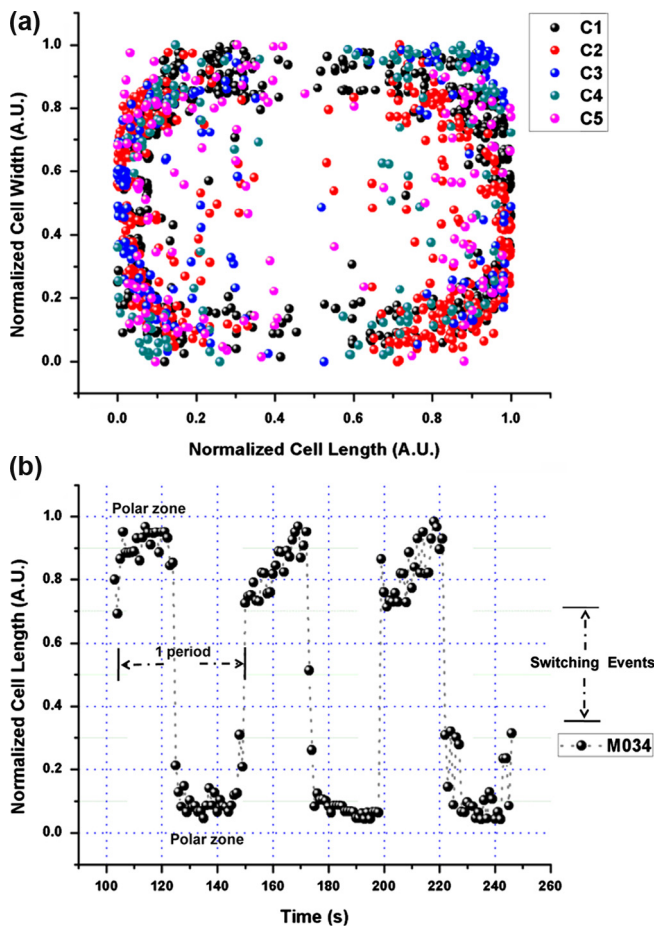 (a)
Normalized Cell Width (A.U.)
1.0
0.8
0.6
0.4
0.2
0.0
0.0 0.2 0.4 0.6 0.8 1.0
Normalized Cell Length (A.U.)
C1
C2
C3
C4
C5
(b)
Normalized Cell Length (A.U.)
1.0
0.8
0.6
0.4
0.2
0.0
Polar zone
1 period
Polar zone
Switching Events
M034
100 120 140 160 180 200 220 240 260
Time (s)